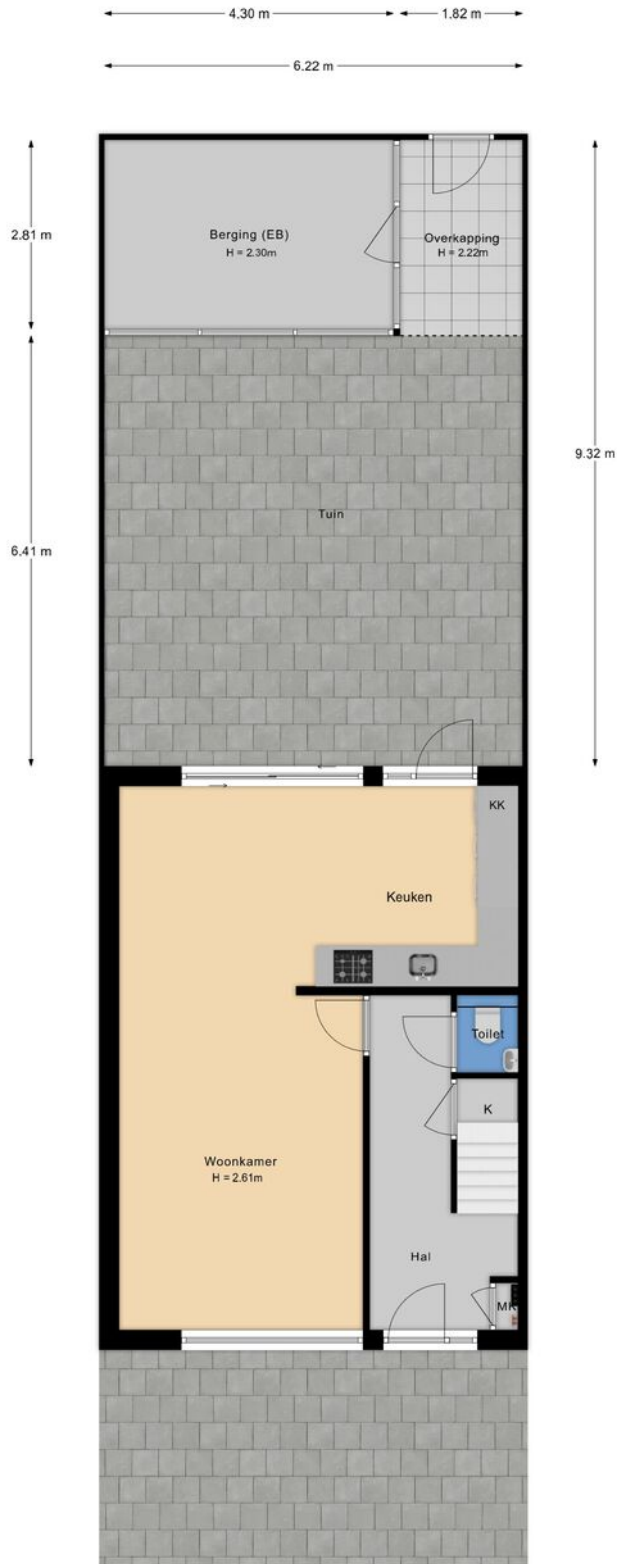 4.30 m
1.82 m
6.22 m
2.81 m
Berging (EB)
H = 2.30m
Overkapping
H = 2.22m
9.32 m
Tuin
6.41 m
KK
Keuken
Toilet
K
Woonkamer
H = 2.61m
Hal
MK